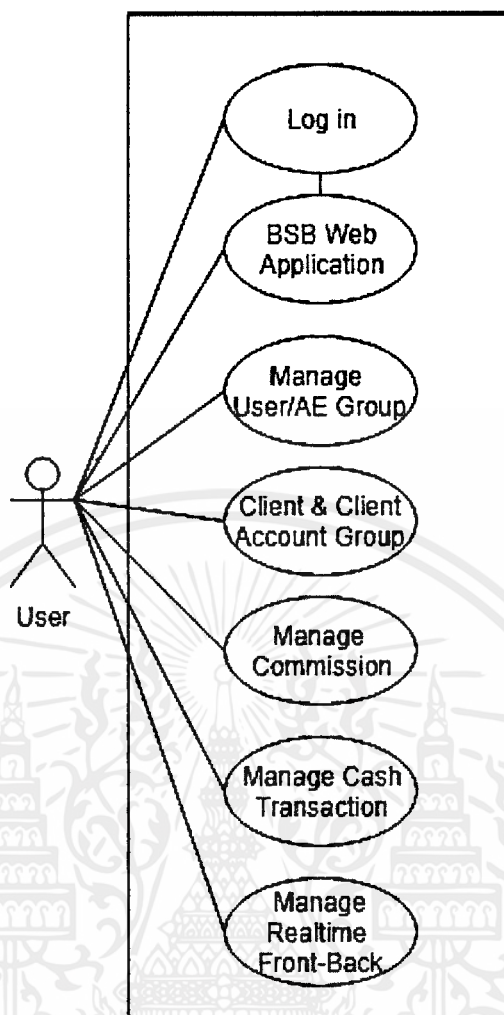 Log in
BSB Web
Application
Manage
User/AE Group
Client & Client
Account Group
User
Manage
Commission
Manage Cash
Transaction
Manage
Realtime
Front-Back